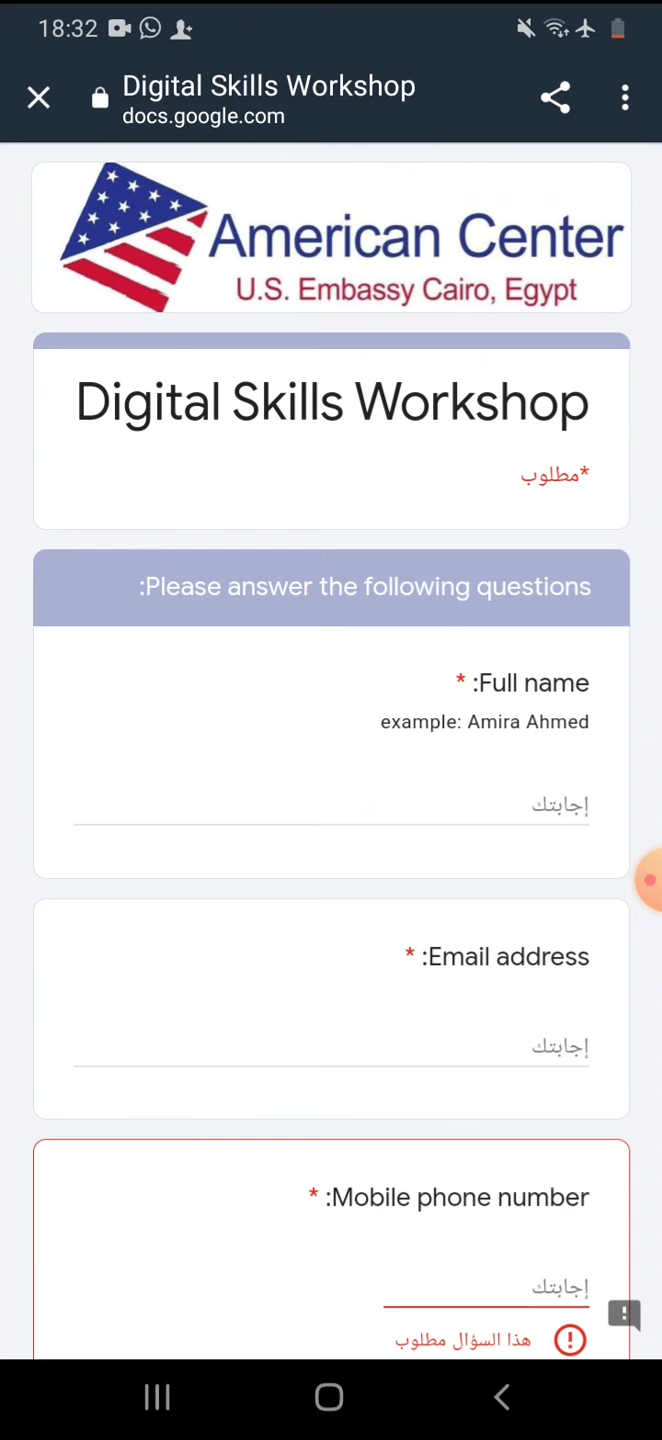 18:32
Digital Skills Workshop
docs.google.com
American Center
U.S. Embassy Cairo, Egypt
Digital Skills Workshop
*مطلوب
:Please answer the following questions
* :Full name
example: Amira Ahmed
إجابتك
* :Email address
إجابتك
* :Mobile phone number
إجابتك
هذا السؤال مطلوب